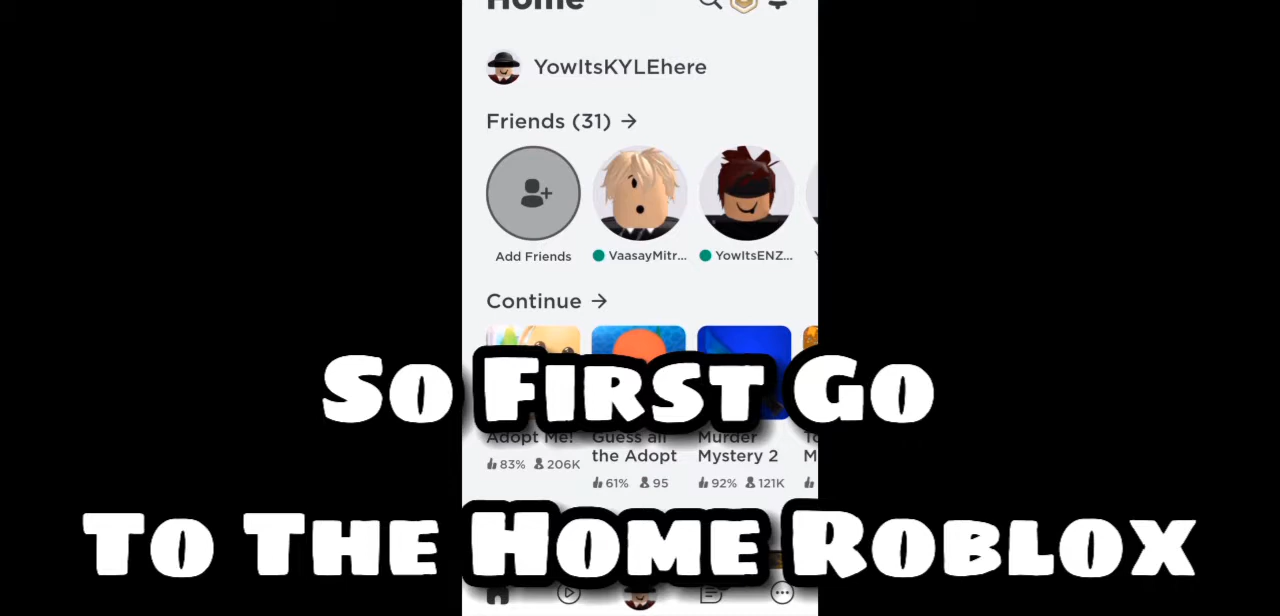 Home
YowItsKYLEhere
Friends (31)
Add Friends
VaasayMitr...
YowItsENZ...
Continue
So First Go
Adopt Me!
Guess all
the Adopt
Murder
Mystery 2
83% 206K
61% 95
92% 121K
To The Home Roblox